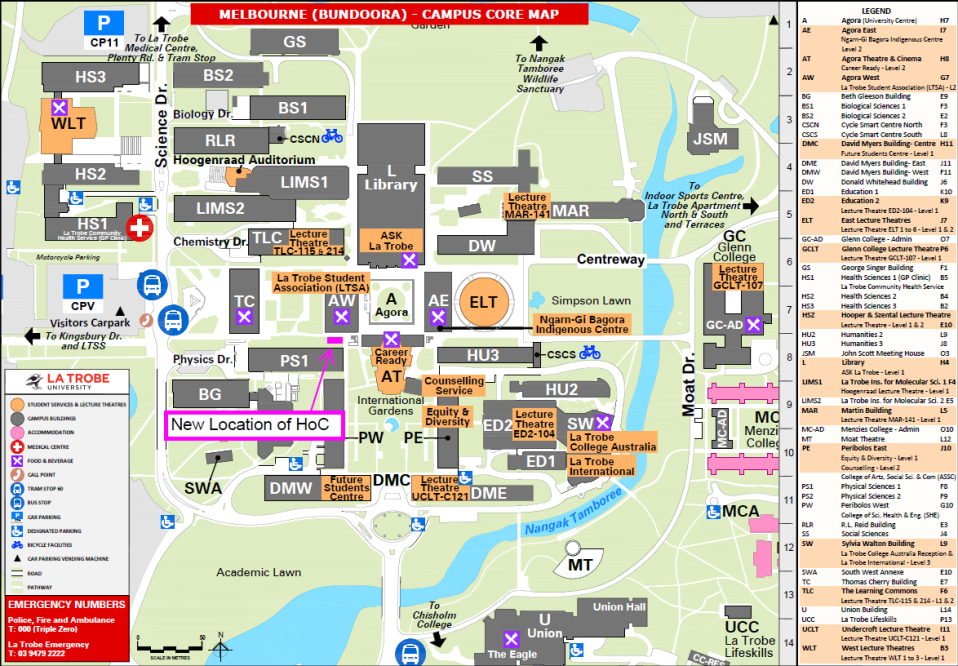 MELBOURNE (BUNDOORA) - CAMPUS CORE MAP
Garden
P
CP11
To La Trobe
Medical Centre,
Plenty Rd. & Tram Stop
GS
To Nangak
Tamboree
Wildlife
Sanctuary
HS3
BS2
BS1
Biology Dr.
WLT
Science Dr.
RLR
CSCN
Hoogenraad Auditorium
LIMS1
L
Library
SS
JSM
HS2
LIMS2
To
Indoor Sports Centre,
La Trobe Apartment
North & South
and Terraces
Lecture
Theatre
MAR-141
MAR
HS1
La Trobe Community
Health Service (GP Clinic)
Chemistry Dr.
TLC
Lecture
Theatre
TLC-115 & 214
ASK
La Trobe
DW
GC
Glenn
College
Motorcycle Parking
Centreway
Lecture
Theatre
GCLT-107
P
CPV
La Trobe Student
Association (LTSA)
TC
AW
A
Agora
AE
ELT
Simpson Lawn
Visitors Carpark
To Kingsbury Dr.
and LTSS
Ngarn-Gi Bagora
Indigenous Centre
GC-AD
Physics Dr.
PS1
Career
Ready
AT
HU3
CSCS
Moat Dr.
BG
Counselling
Service
HU2
International
Gardens
Equity &
Diversity
New Location of HoC
PW
PE
ED2
Lecture
Theatre
ED2-104
SW
La Trobe
College Australia
MC-AD
MC
Menzi
Colleg
ED1
La Trobe
International
SWA
DMW
Future
Students
Centre
DMC
Lecture
Theatre
UCLT-C121
DME
Nangak Tamboree
MCA
MT
Academic Lawn
To
Chisholm
College
U
Union
Union Hall
The Eagle
UCC
La Trobe
Lifeskills
CC-RES
1
2
3
4
5
6
7
8
9
10
11
12
13
14
LA TROBE
UNIVERSITY
STUDENT SERVICES & LECTURE THEATRES
CAMPUS BUILDINGS
ACCOMMODATION
MEDICAL CENTRE
FOOD & BEVERAGE
CALL POINT
TRAM STOP 60
BUS STOP
CAR PARKING
DESIGNATED PARKING
BICYCLE FACILITIES
CAR PARKING VENDING MACHINE
ROAD
PATHWAY
EMERGENCY NUMBERS
Police, Fire and Ambulance
T: 000 (Triple Zero)
La Trobe Emergency
T: 03 9479 2222
0 50
SCALE IN METRES
N
LEGEND
A Agora (University Centre) H7
AE Agora East I7
Ngarn-Gi Bagora Indigenous Centre
Level 2
AT Agora Theatre & Cinema H8
Career Ready - Level 2
AW Agora West G7
La Trobe Student Association (LTSA) - L2
BG Beth Gleeson Building E9
BS1 Biological Sciences 1 F3
BS2 Biological Sciences 2 E2
CSCN Cycle Smart Centre North F3
CSCS Cycle Smart Centre South L8
DMC David Myers Building- Centre H11
Future Students Centre - Level 1
DME David Myers Building- East J11
DMW David Myers Building- West F11
DW Donald Whitehead Building J6
ED1 Education 1 K10
ED2 Education 2 K9
Lecture Theatre ED2-104 - Level 1
ELT East Lecture Theatres J7
Lecture Theatre ELT 1 to 6 - Level 1 & 2
GC-AD Glenn College - Admin O7
GCLT Glenn College Lecture Theatre P6
Lecture Theatre GCLT-107 - Level 1
GS George Singer Building F1
HS1 Health Sciences 1 (GP Clinic) B5
La Trobe Community Health Service
HS2 Health Sciences 2 B4
HS3 Health Sciences 3 B2
HSZ Hooper & Szental Lecture Theatre
Lecture Theatre - Level 1 & 2 E10
HU2 Humanities 2 L9
HU3 Humanities 3 J8
JSM John Scott Meeting House O3
L Library H4
ASK La Trobe - Level 1
LIMS1 La Trobe Ins. for Molecular Sci. 1 F4
Hoogenraad Lecture Theatre - Level 1
LIMS2 La Trobe Ins. for Molecular Sci. 2 E5
MAR Martin Building L5
Lecture Theatre MAR-141 - Level 1
MC-AD Menzies College - Admin O10
MT Moat Theatre L12
PE Peribolos East J10
Equity & Diversity - Level 1
Counselling - Level 2
College of Arts, Social Sci. & Com (ASSC)
PS1 Physical Sciences 1 F8
PS2 Physical Sciences 2 F9
PW Peribolos West G10
College of Sci. Health & Eng. (SHE)
RLR R.L. Reid Building E3
SS Social Sciences J4
SW Sylvia Walton Building L9
La Trobe College Australia Reception &
La Trobe International - Level 3
SWA South West Annexe E10
TC Thomas Cherry Building E7
TLC The Learning Commons F6
Lecture Theatre TLC-115 & 214 - L1 & 2
U Union Building L14
UCC La Trobe Lifeskills P13
UCLT Undercroft Lecture Theatre I11
Lecture Theatre UCLT-C121 - Level 1
WLT West Lecture Theatres B3
Lecture Theatre WLT 1 to 3 - Level 1